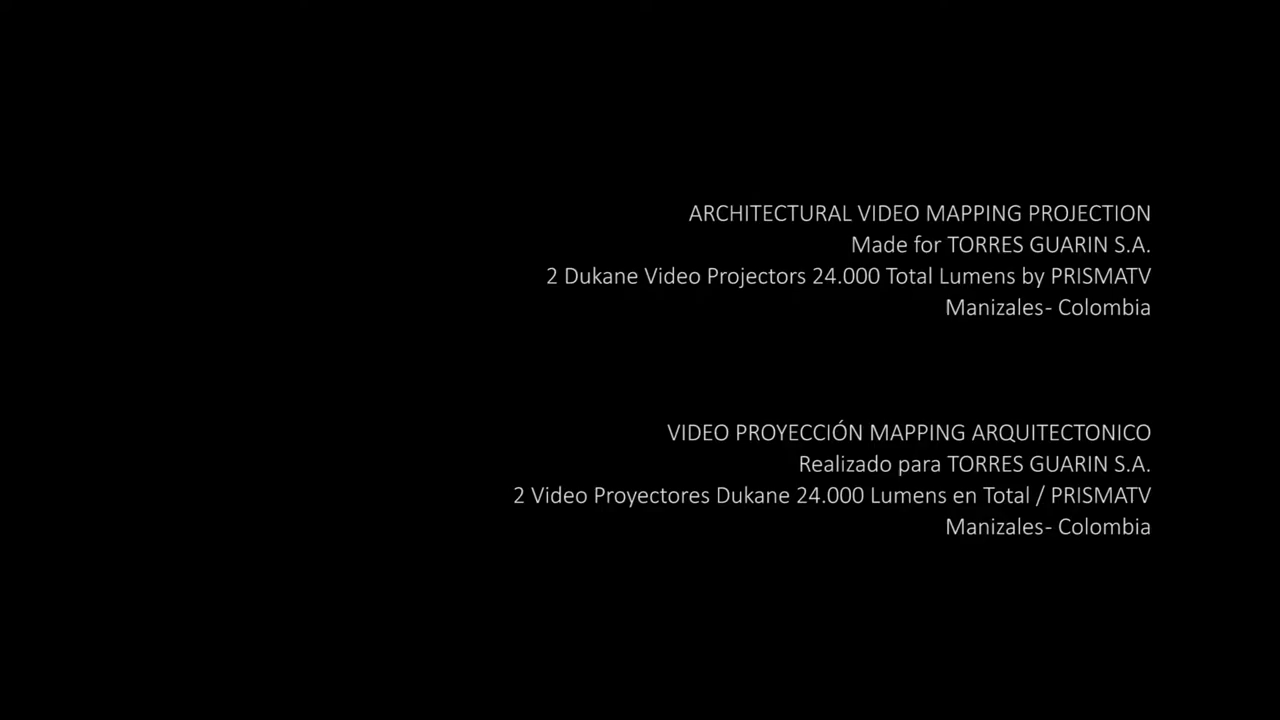 ARCHITECTURAL VIDEO MAPPING PROJECTION
Made for TORRES GUARIN S.A.
2 Dukane Video Projectors 24.000 Total Lumens by PRISMATV
Manizales- Colombia
VIDEO PROYECCIÓN MAPPING ARQUITECTONICO
Realizado para TORRES GUARIN S.A.
2 Video Proyectores Dukane 24.000 Lumens en Total / PRISMATV
Manizales- Colombia